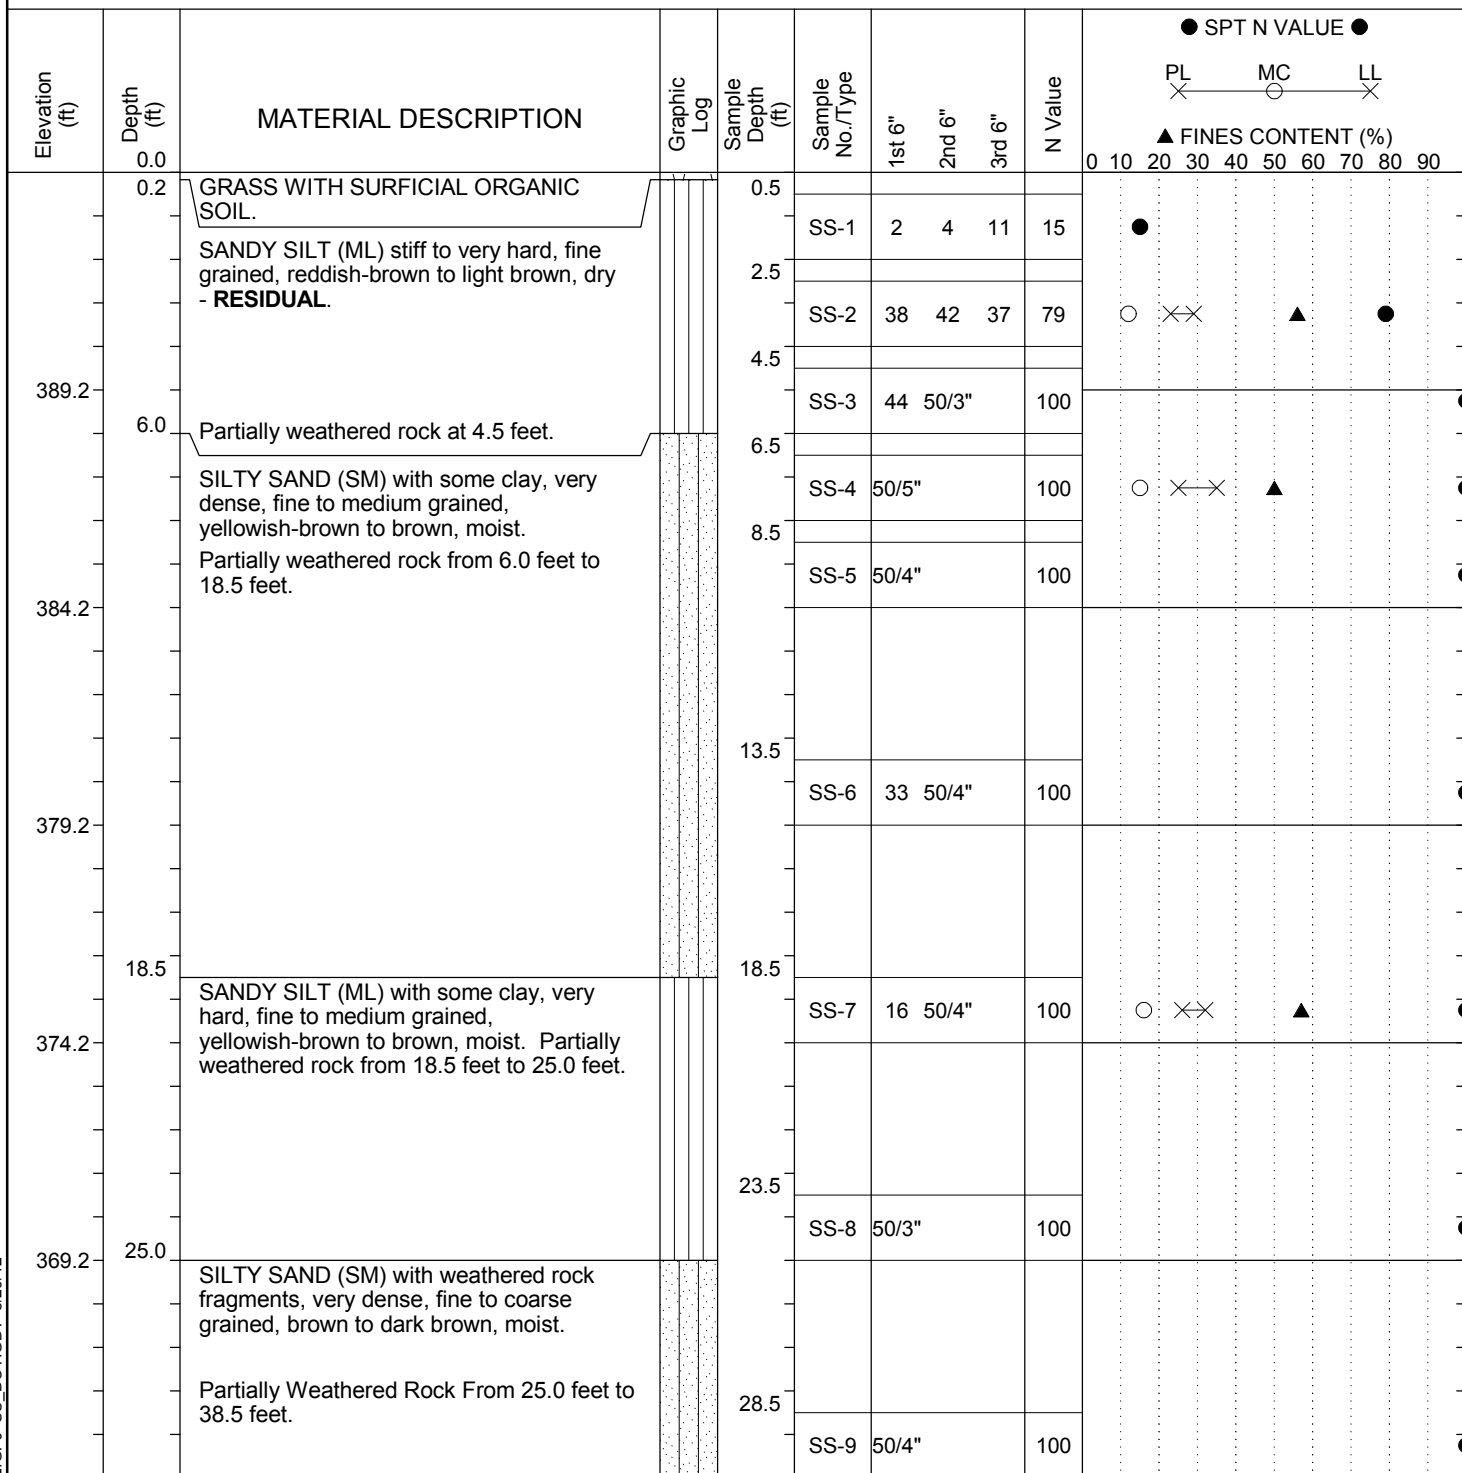 ● SPT N VALUE ●
PL MC LL
▲ FINES CONTENT (%)
0 10 20 30 40 50 60 70 80 90
Elevation (ft)
Depth (ft)
0.0
MATERIAL DESCRIPTION
Graphic Log
Sample Depth (ft)
Sample No./Type
1st 6"
2nd 6"
3rd 6"
N Value
0.2 GRASS WITH SURFICIAL ORGANIC 0.5
SOIL.
SS-1 2 4 11 15
SANDY SILT (ML) stiff to very hard, fine
grained, reddish-brown to light brown, dry 2.5
- RESIDUAL.
SS-2 38 42 37 79
4.5
389.2 SS-3 44 50/3" 100
6.0 Partially weathered rock at 4.5 feet.
6.5
SILTY SAND (SM) with some clay, very
SS-4 50/5" 100
dense, fine to medium grained,
yellowish-brown to brown, moist. 8.5
Partially weathered rock from 6.0 feet to
SS-5 50/4" 100
18.5 feet.
384.2
13.5
SS-6 33 50/4" 100
379.2
18.5 18.5
SANDY SILT (ML) with some clay, very
hard, fine to medium grained, SS-7 16 50/4" 100
yellowish-brown to brown, moist. Partially
374.2
weathered rock from 18.5 feet to 25.0 feet.
23.5
SS-8 50/3" 100
369.2 25.0
SILTY SAND (SM) with weathered rock
fragments, very dense, fine to coarse
grained, brown to dark brown, moist.
Partially Weathered Rock From 25.0 feet to
28.5
38.5 feet.
SS-9 50/4" 100